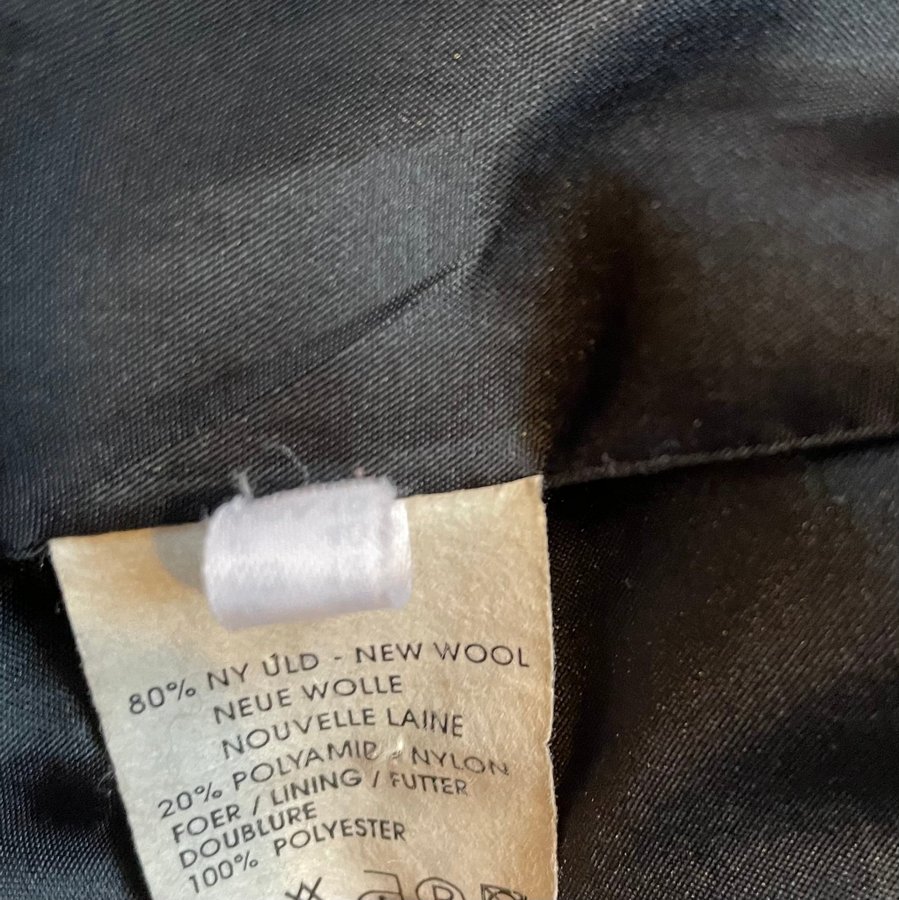 80% NY ULD - NEW WOOL
NEUE WOLLE
NOUVELLE LAINE
20% POLYAMID - NYLON
FOER / LINING / FUTTER
DOUBLURE
100% POLYESTER
P